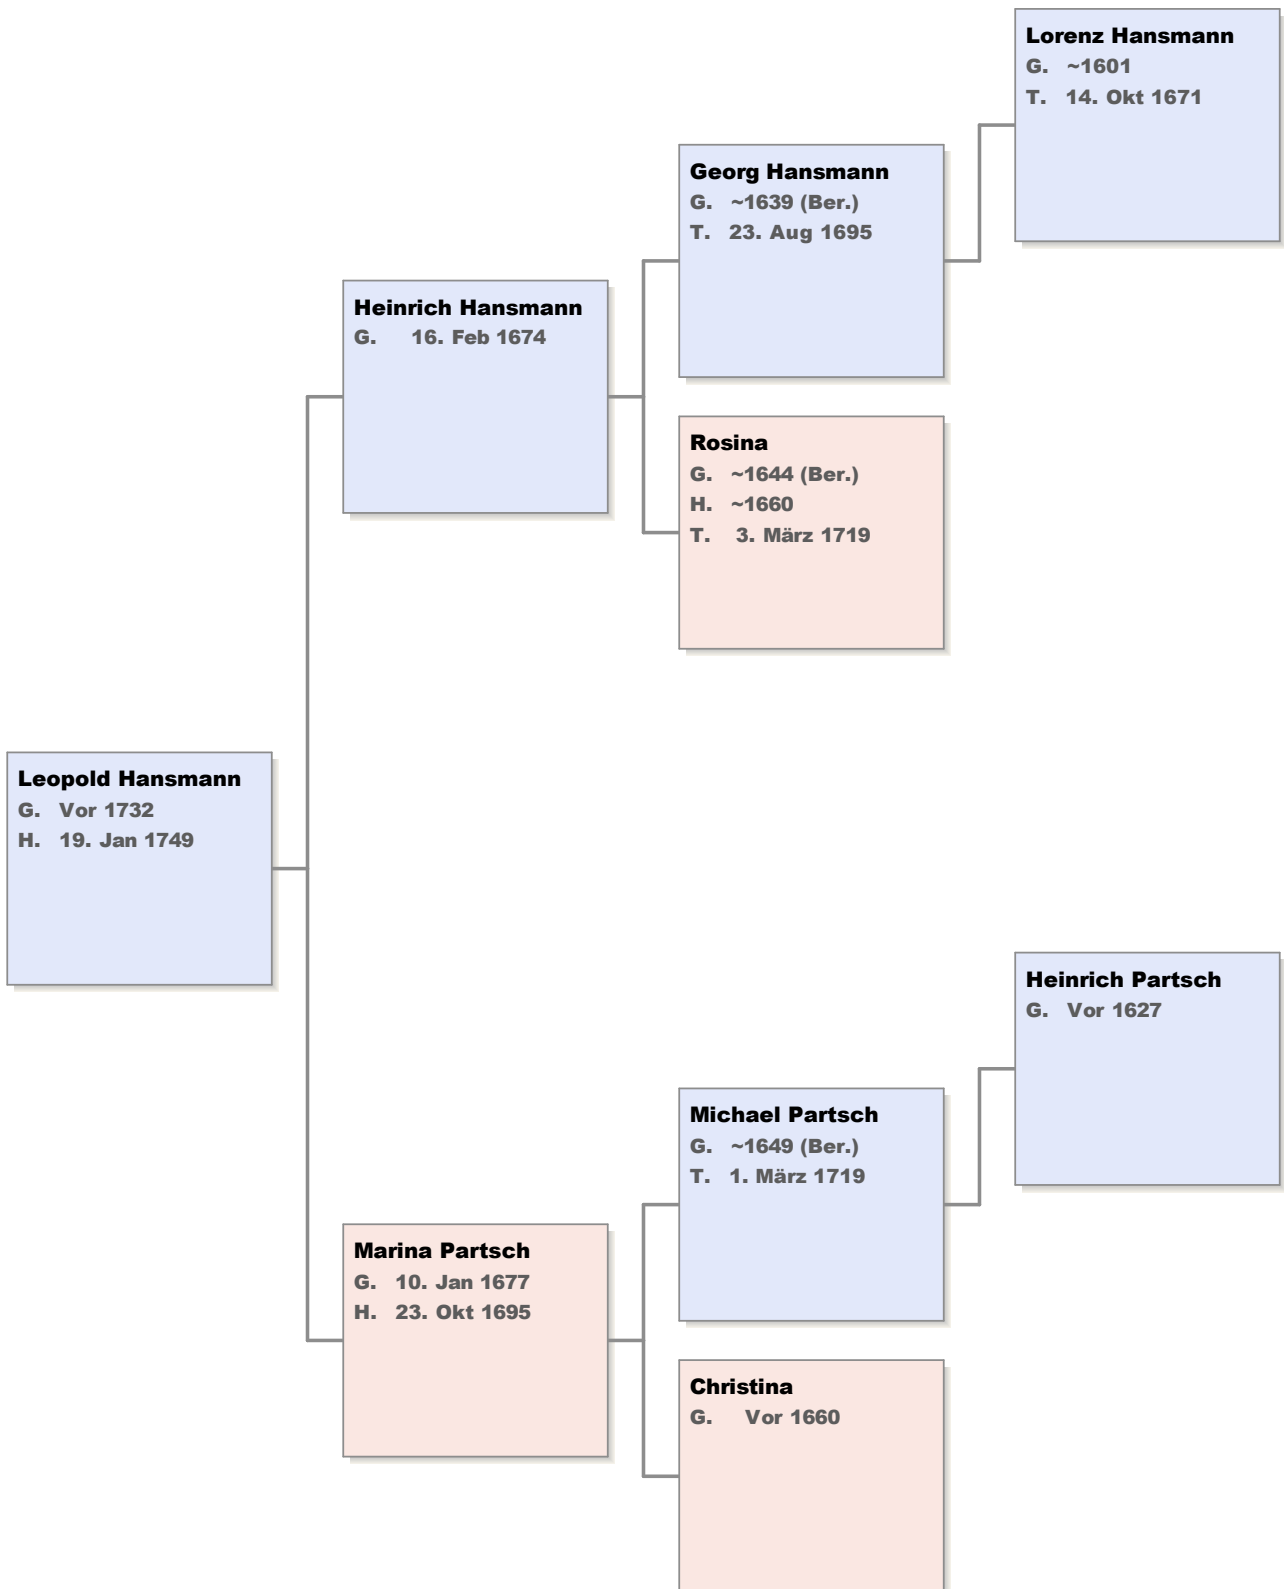 Lorenz Hansmann
G. ~1601
T. 14. Okt 1671
Georg Hansmann
G. ~1639 (Ber.)
T. 23. Aug 1695
Heinrich Hansmann
G. 16. Feb 1674
Rosina
G. ~1644 (Ber.)
H. ~1660
T. 3. März 1719
Leopold Hansmann
G. Vor 1732
H. 19. Jan 1749
Heinrich Partsch
G. Vor 1627
Michael Partsch
G. ~1649 (Ber.)
T. 1. März 1719
Marina Partsch
G. 10. Jan 1677
H. 23. Okt 1695
Christina
G. Vor 1660